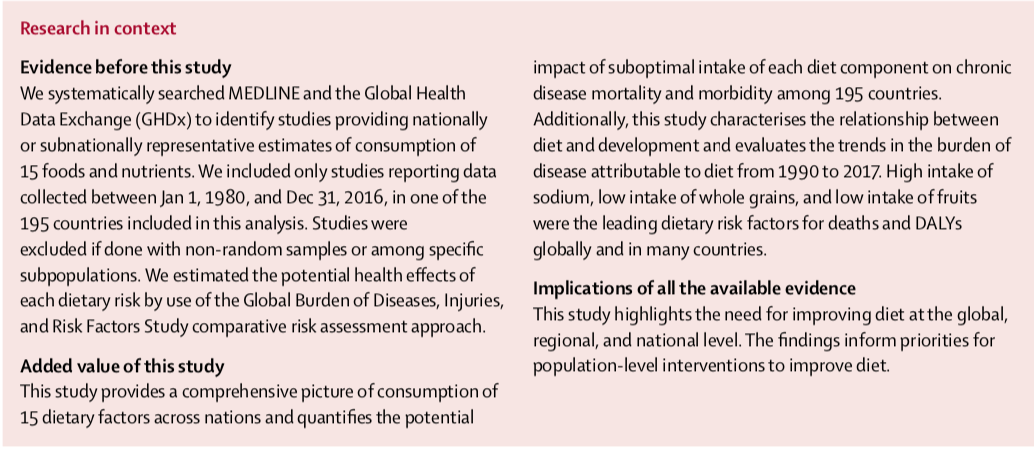 Research in context
Evidence before this study
We systematically searched MEDLINE and the Global Health
Data Exchange (GHDx) to identify studies providing nationally
or subnationally representative estimates of consumption of
15 foods and nutrients. We included only studies reporting data
collected between Jan 1, 1980, and Dec 31, 2016, in one of the
195 countries included in this analysis. Studies were
excluded if done with non-random samples or among specific
subpopulations. We estimated the potential health effects of
each dietary risk by use of the Global Burden of Diseases, Injuries,
and Risk Factors Study comparative risk assessment approach.
Added value of this study
This study provides a comprehensive picture of consumption of
15 dietary factors across nations and quantifies the potential
impact of suboptimal intake of each diet component on chronic
disease mortality and morbidity among 195 countries.
Additionally, this study characterises the relationship between
diet and development and evaluates the trends in the burden of
disease attributable to diet from 1990 to 2017. High intake of
sodium, low intake of whole grains, and low intake of fruits
were the leading dietary risk factors for deaths and DALYs
globally and in many countries.
Implications of all the available evidence
This study highlights the need for improving diet at the global,
regional, and national level. The findings inform priorities for
population-level interventions to improve diet.